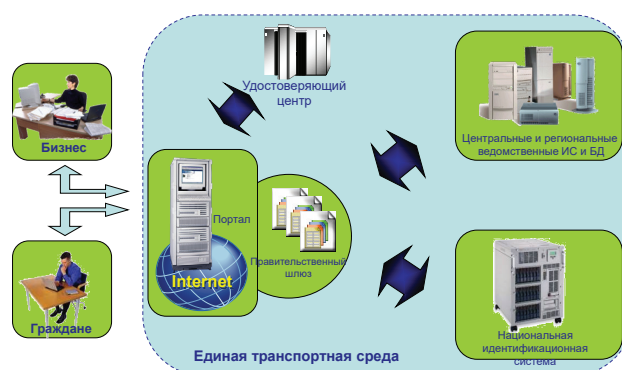 Удостоверяющий
центр
Бизнес
Центральные и региональные
ведомственные ИС и БД
Портал
Internet
Правительственный
шлюз
Граждане
Национальная
идентификационная
система
Единая транспортная среда